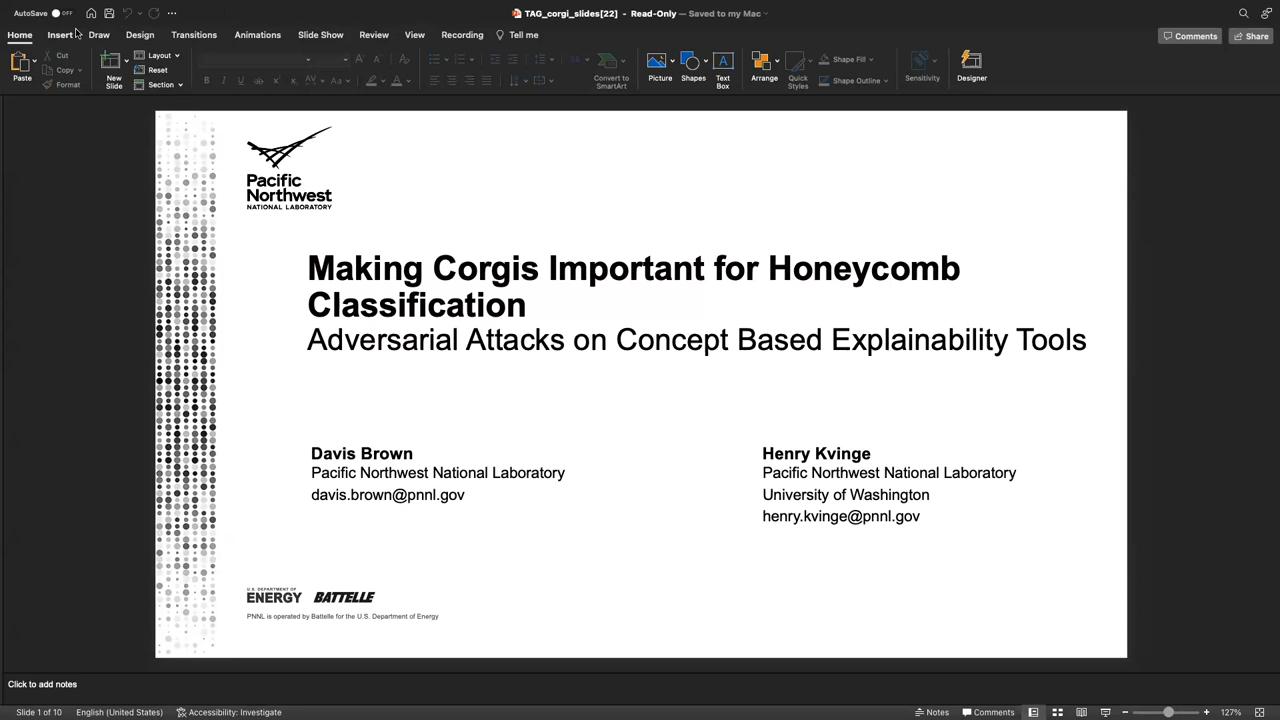 AutoSave OFF
TAG_corgi_slides[22] - Read-Only — Saved to my Mac
Home Insert Draw Design Transitions Animations Slide Show Review View Recording Tell me
Comments Share
Paste
Cut
Copy
Format
New
Slide
Layout
Reset
Section
Convert to
SmartArt
Picture
Shapes
Text
Box
Arrange
Quick
Styles
Shape Fill
Shape Outline
Sensitivity
Designer
Pacific
Northwest
NATIONAL LABORATORY
Making Corgis Important for Honeycomb
Classification
Adversarial Attacks on Concept Based Explainability Tools
Davis Brown
Pacific Northwest National Laboratory
davis.brown@pnnl.gov
Henry Kvinge
Pacific Northwest National Laboratory
University of Washington
henry.kvinge@pnnl.gov
U.S. DEPARTMENT OF
ENERGY BATTELLE
PNNL is operated by Battelle for the U.S. Department of Energy
Click to add notes
Slide 1 of 10 English (United States) Accessibility: Investigate
Notes Comments 127%